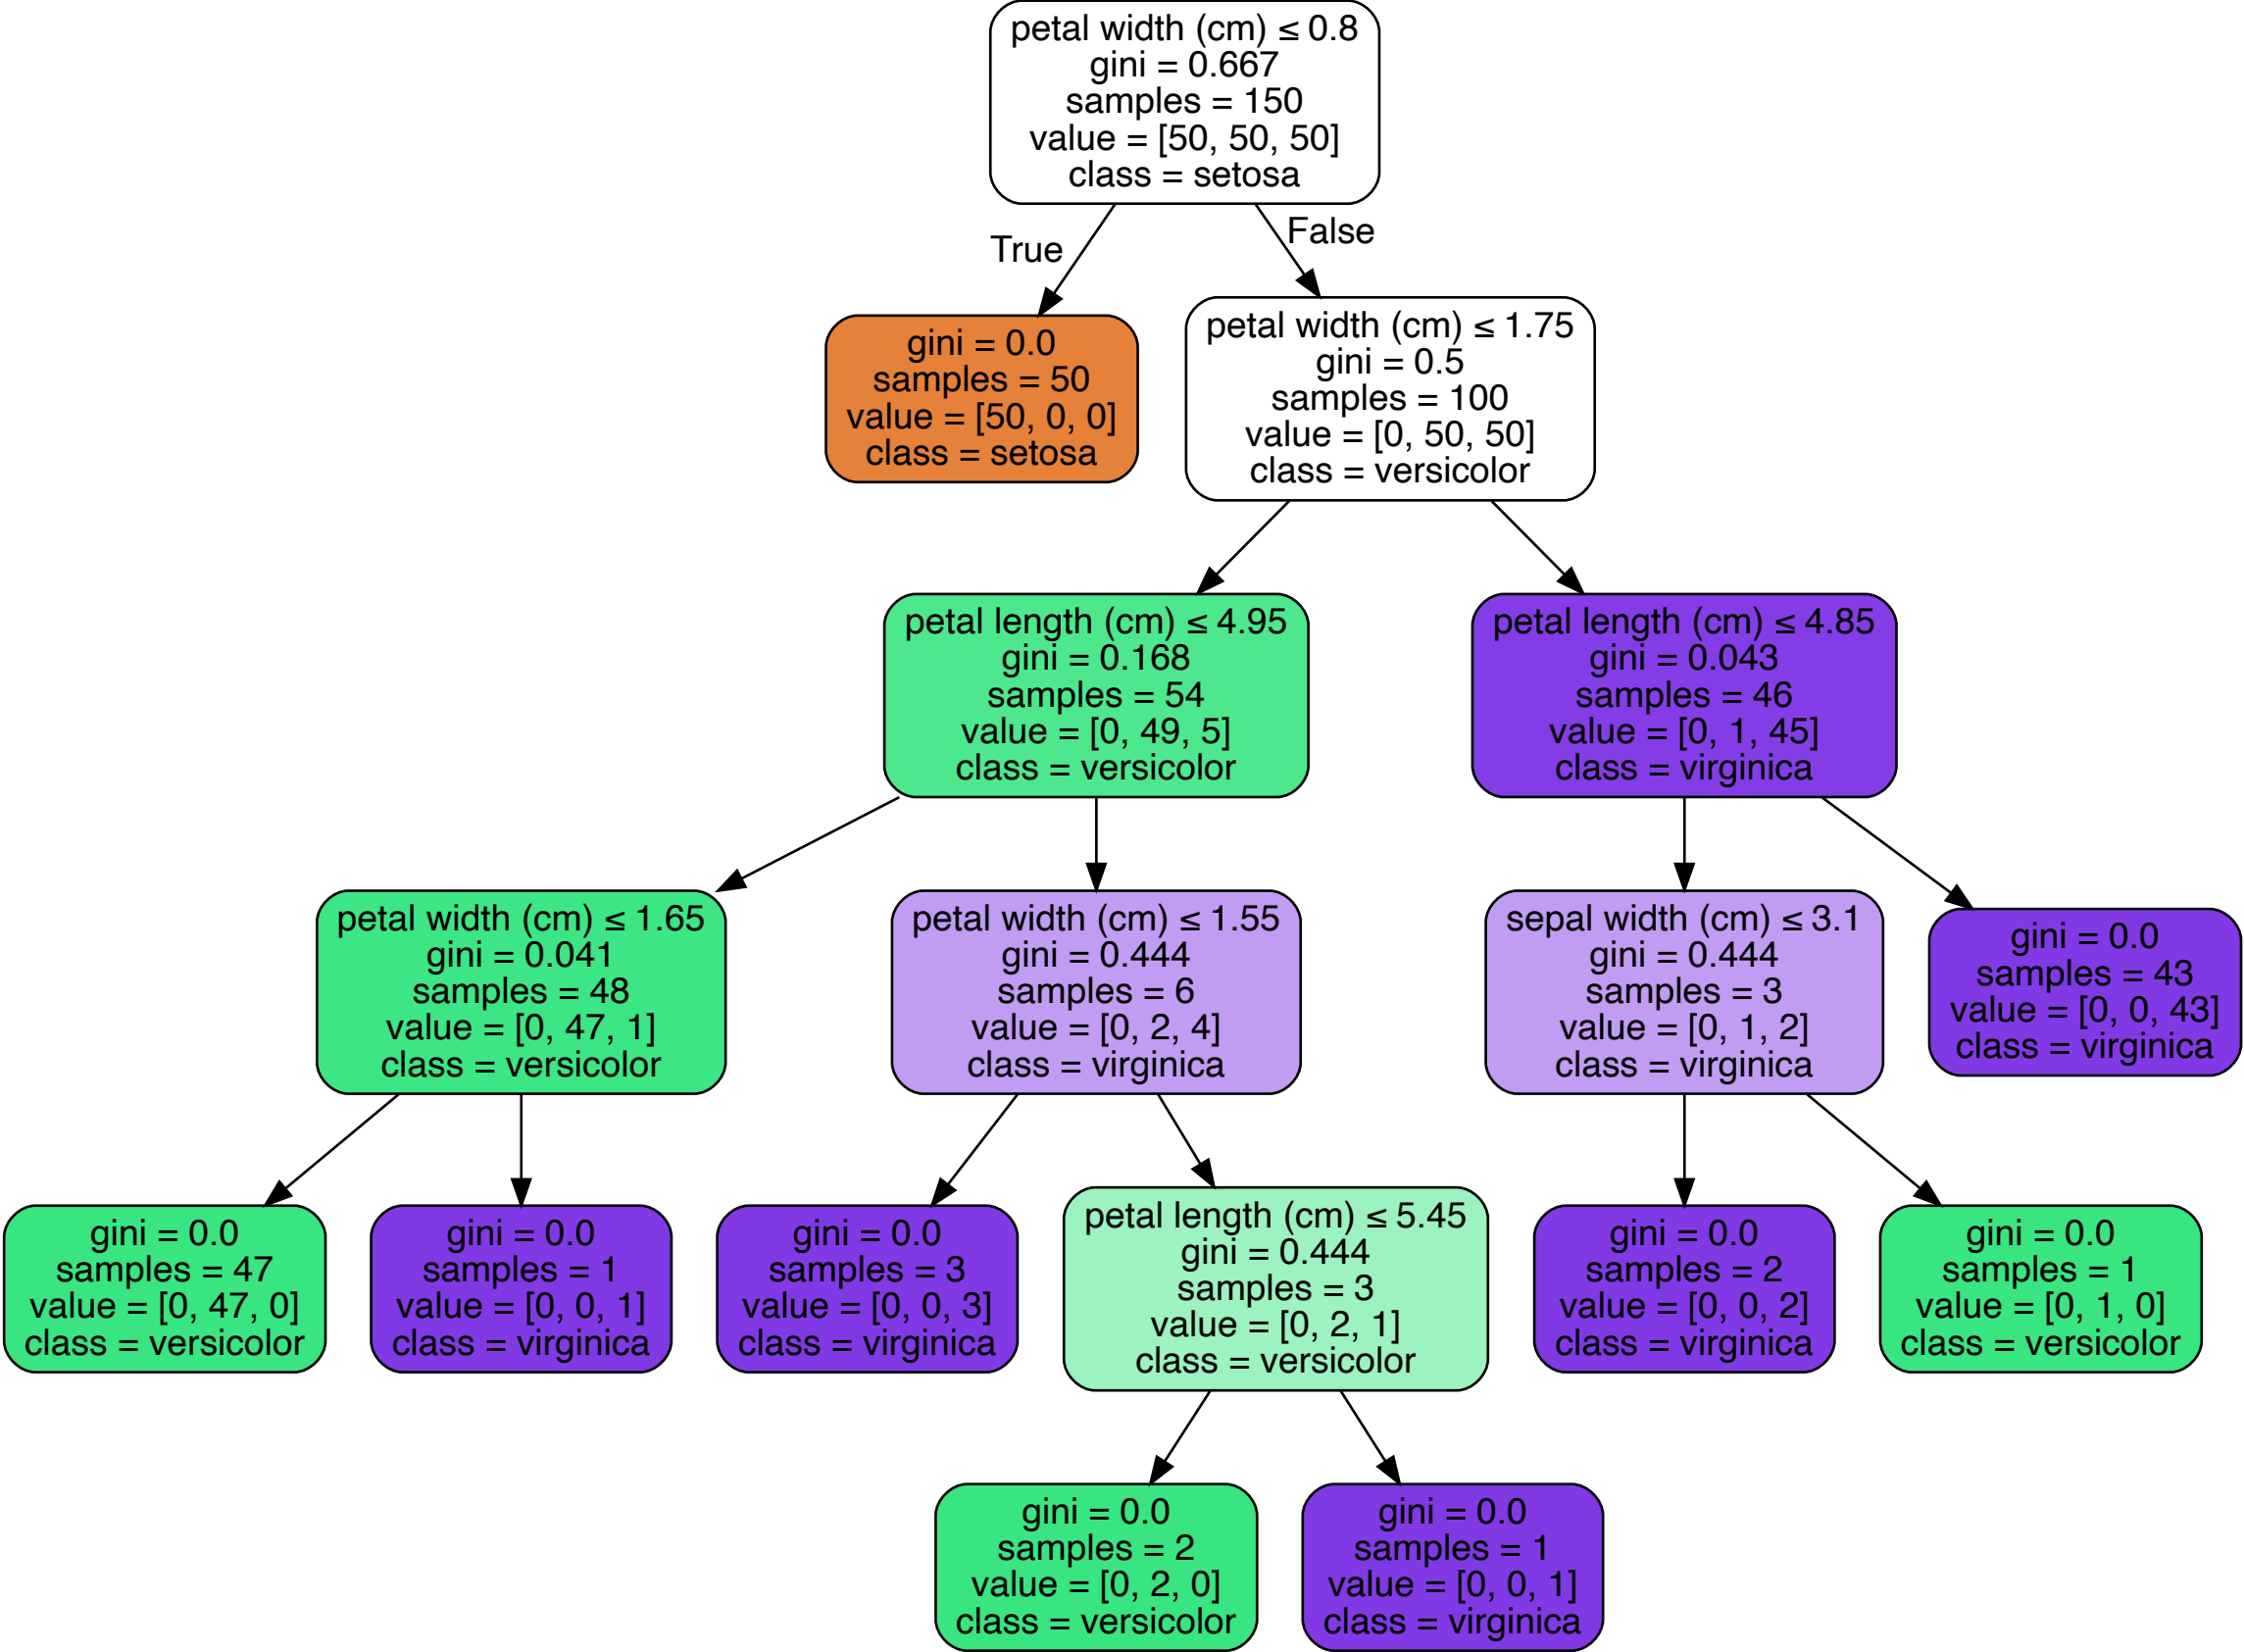 petal width (cm) ≤ 0.8
gini = 0.667
samples = 150
value = [50, 50, 50]
class = setosa
True
False
gini = 0.0
samples = 50
value = [50, 0, 0]
class = setosa
petal width (cm) ≤ 1.75
gini = 0.5
samples = 100
value = [0, 50, 50]
class = versicolor
petal length (cm) ≤ 4.95
gini = 0.168
samples = 54
value = [0, 49, 5]
class = versicolor
petal length (cm) ≤ 4.85
gini = 0.043
samples = 46
value = [0, 1, 45]
class = virginica
petal width (cm) ≤ 1.65
gini = 0.041
samples = 48
value = [0, 47, 1]
class = versicolor
petal width (cm) ≤ 1.55
gini = 0.444
samples = 6
value = [0, 2, 4]
class = virginica
sepal width (cm) ≤ 3.1
gini = 0.444
samples = 3
value = [0, 1, 2]
class = virginica
gini = 0.0
samples = 43
value = [0, 0, 43]
class = virginica
gini = 0.0
samples = 47
value = [0, 47, 0]
class = versicolor
gini = 0.0
samples = 1
value = [0, 0, 1]
class = virginica
gini = 0.0
samples = 3
value = [0, 0, 3]
class = virginica
petal length (cm) ≤ 5.45
gini = 0.444
samples = 3
value = [0, 2, 1]
class = versicolor
gini = 0.0
samples = 2
value = [0, 0, 2]
class = virginica
gini = 0.0
samples = 1
value = [0, 1, 0]
class = versicolor
gini = 0.0
samples = 2
value = [0, 2, 0]
class = versicolor
gini = 0.0
samples = 1
value = [0, 0, 1]
class = virginica